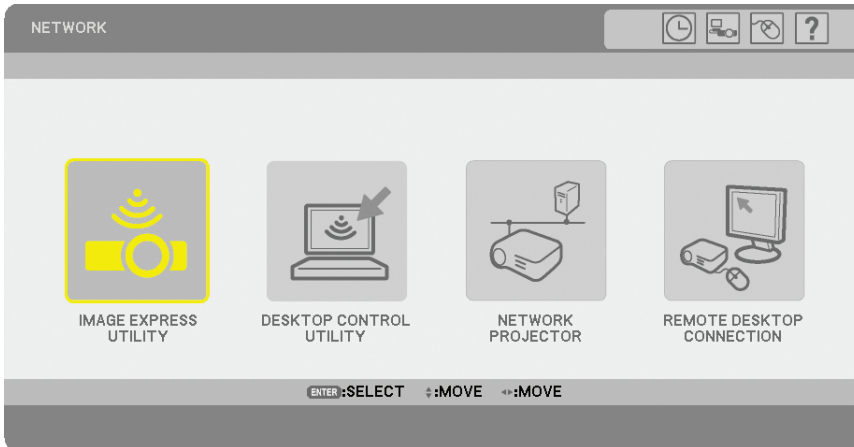 NETWORK
?
IMAGE EXPRESS
UTILITY
DESKTOP CONTROL
UTILITY
NETWORK
PROJECTOR
REMOTE DESKTOP
CONNECTION
ENTER:SELECT :MOVE :MOVE